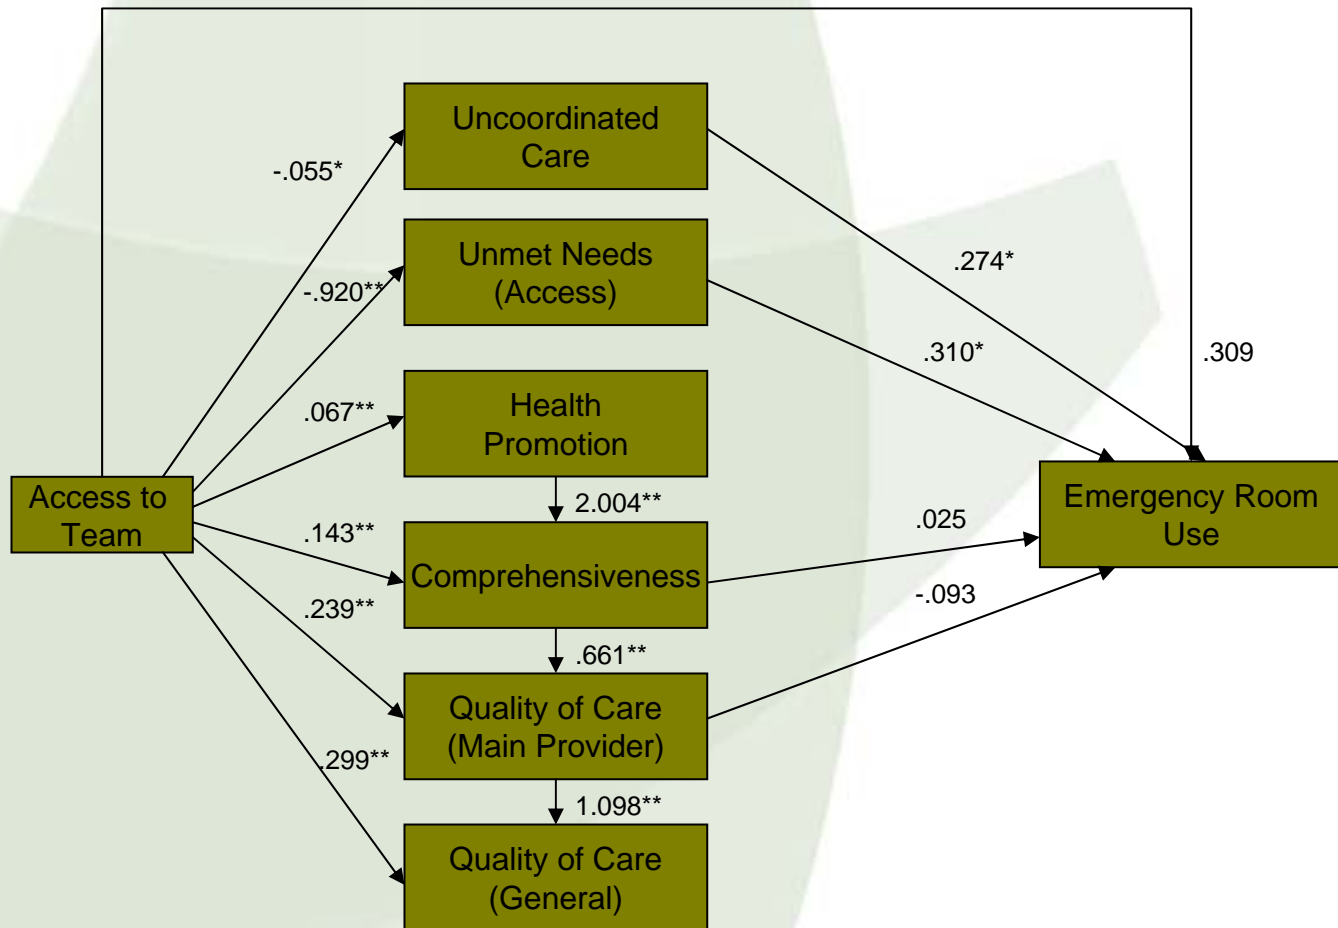 Uncoordinated
Care
-.055*
Unmet Needs
(Access)
-.920**
.274*
.310*
.309
Health
Promotion
.067**
2.004**
Access to
Team
.143**
Comprehensiveness
.025
Emergency Room
Use
.239**
-.093
.661**
Quality of Care
(Main Provider)
.299**
1.098**
Quality of Care
(General)